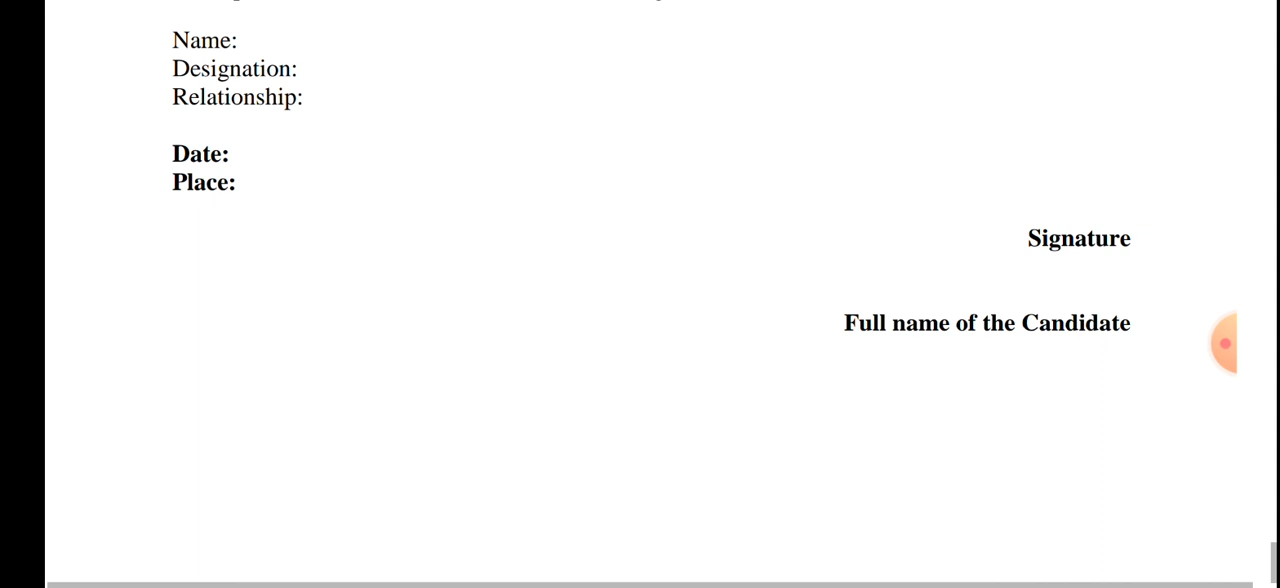 Name:
Designation:
Relationship:
Date:
Place:
Signature
Full name of the Candidate